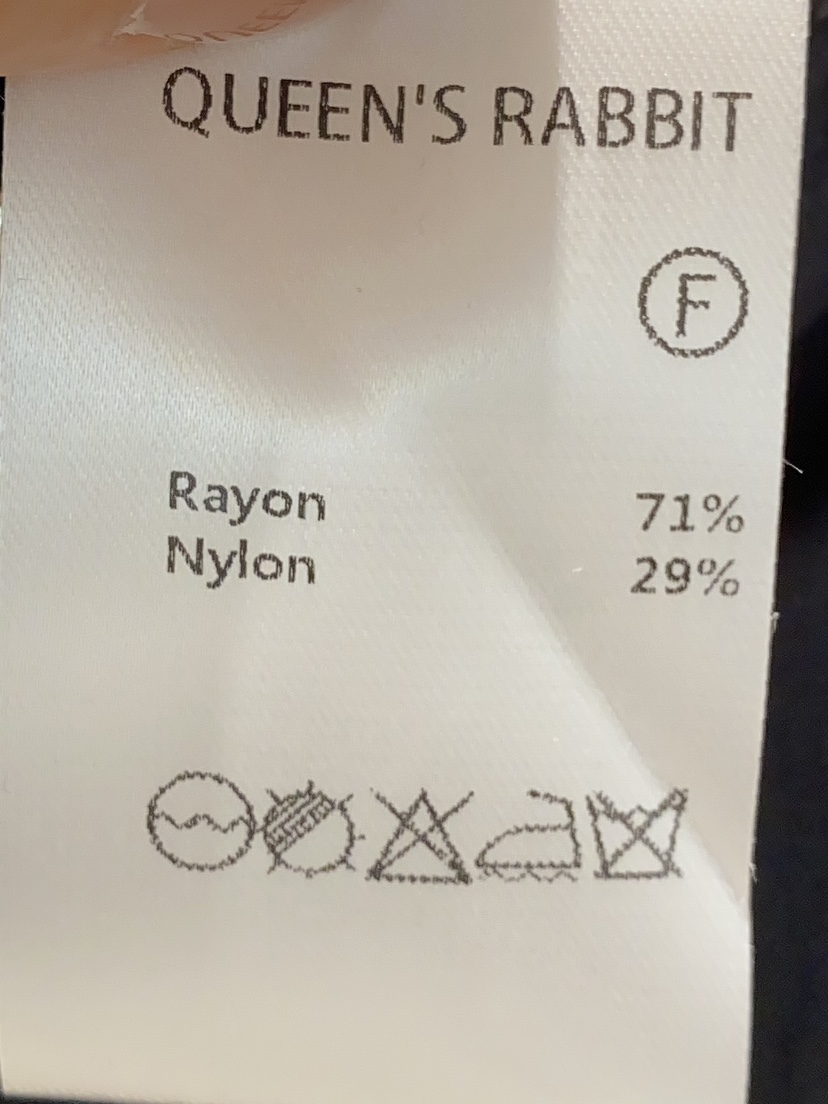 QUEEN'S RABBIT
F
Rayon 71%
Nylon 29%